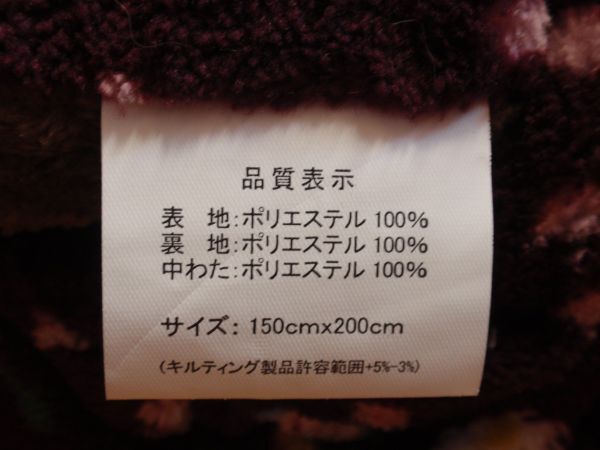 品質表示
表 地:ポリエステル 100%
裏 地:ポリエステル 100%
中わた:ポリエステル 100%
サイズ: 150cmx200cm
(キルティング製品許容範囲+5%-3%)